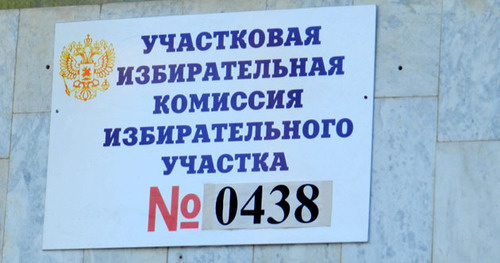 УЧАСТКОВАЯ
ИЗБИРАТЕЛЬНАЯ
КОМИССИЯ
ИЗБИРАТЕЛЬНОГО
УЧАСТКА
№ 0438